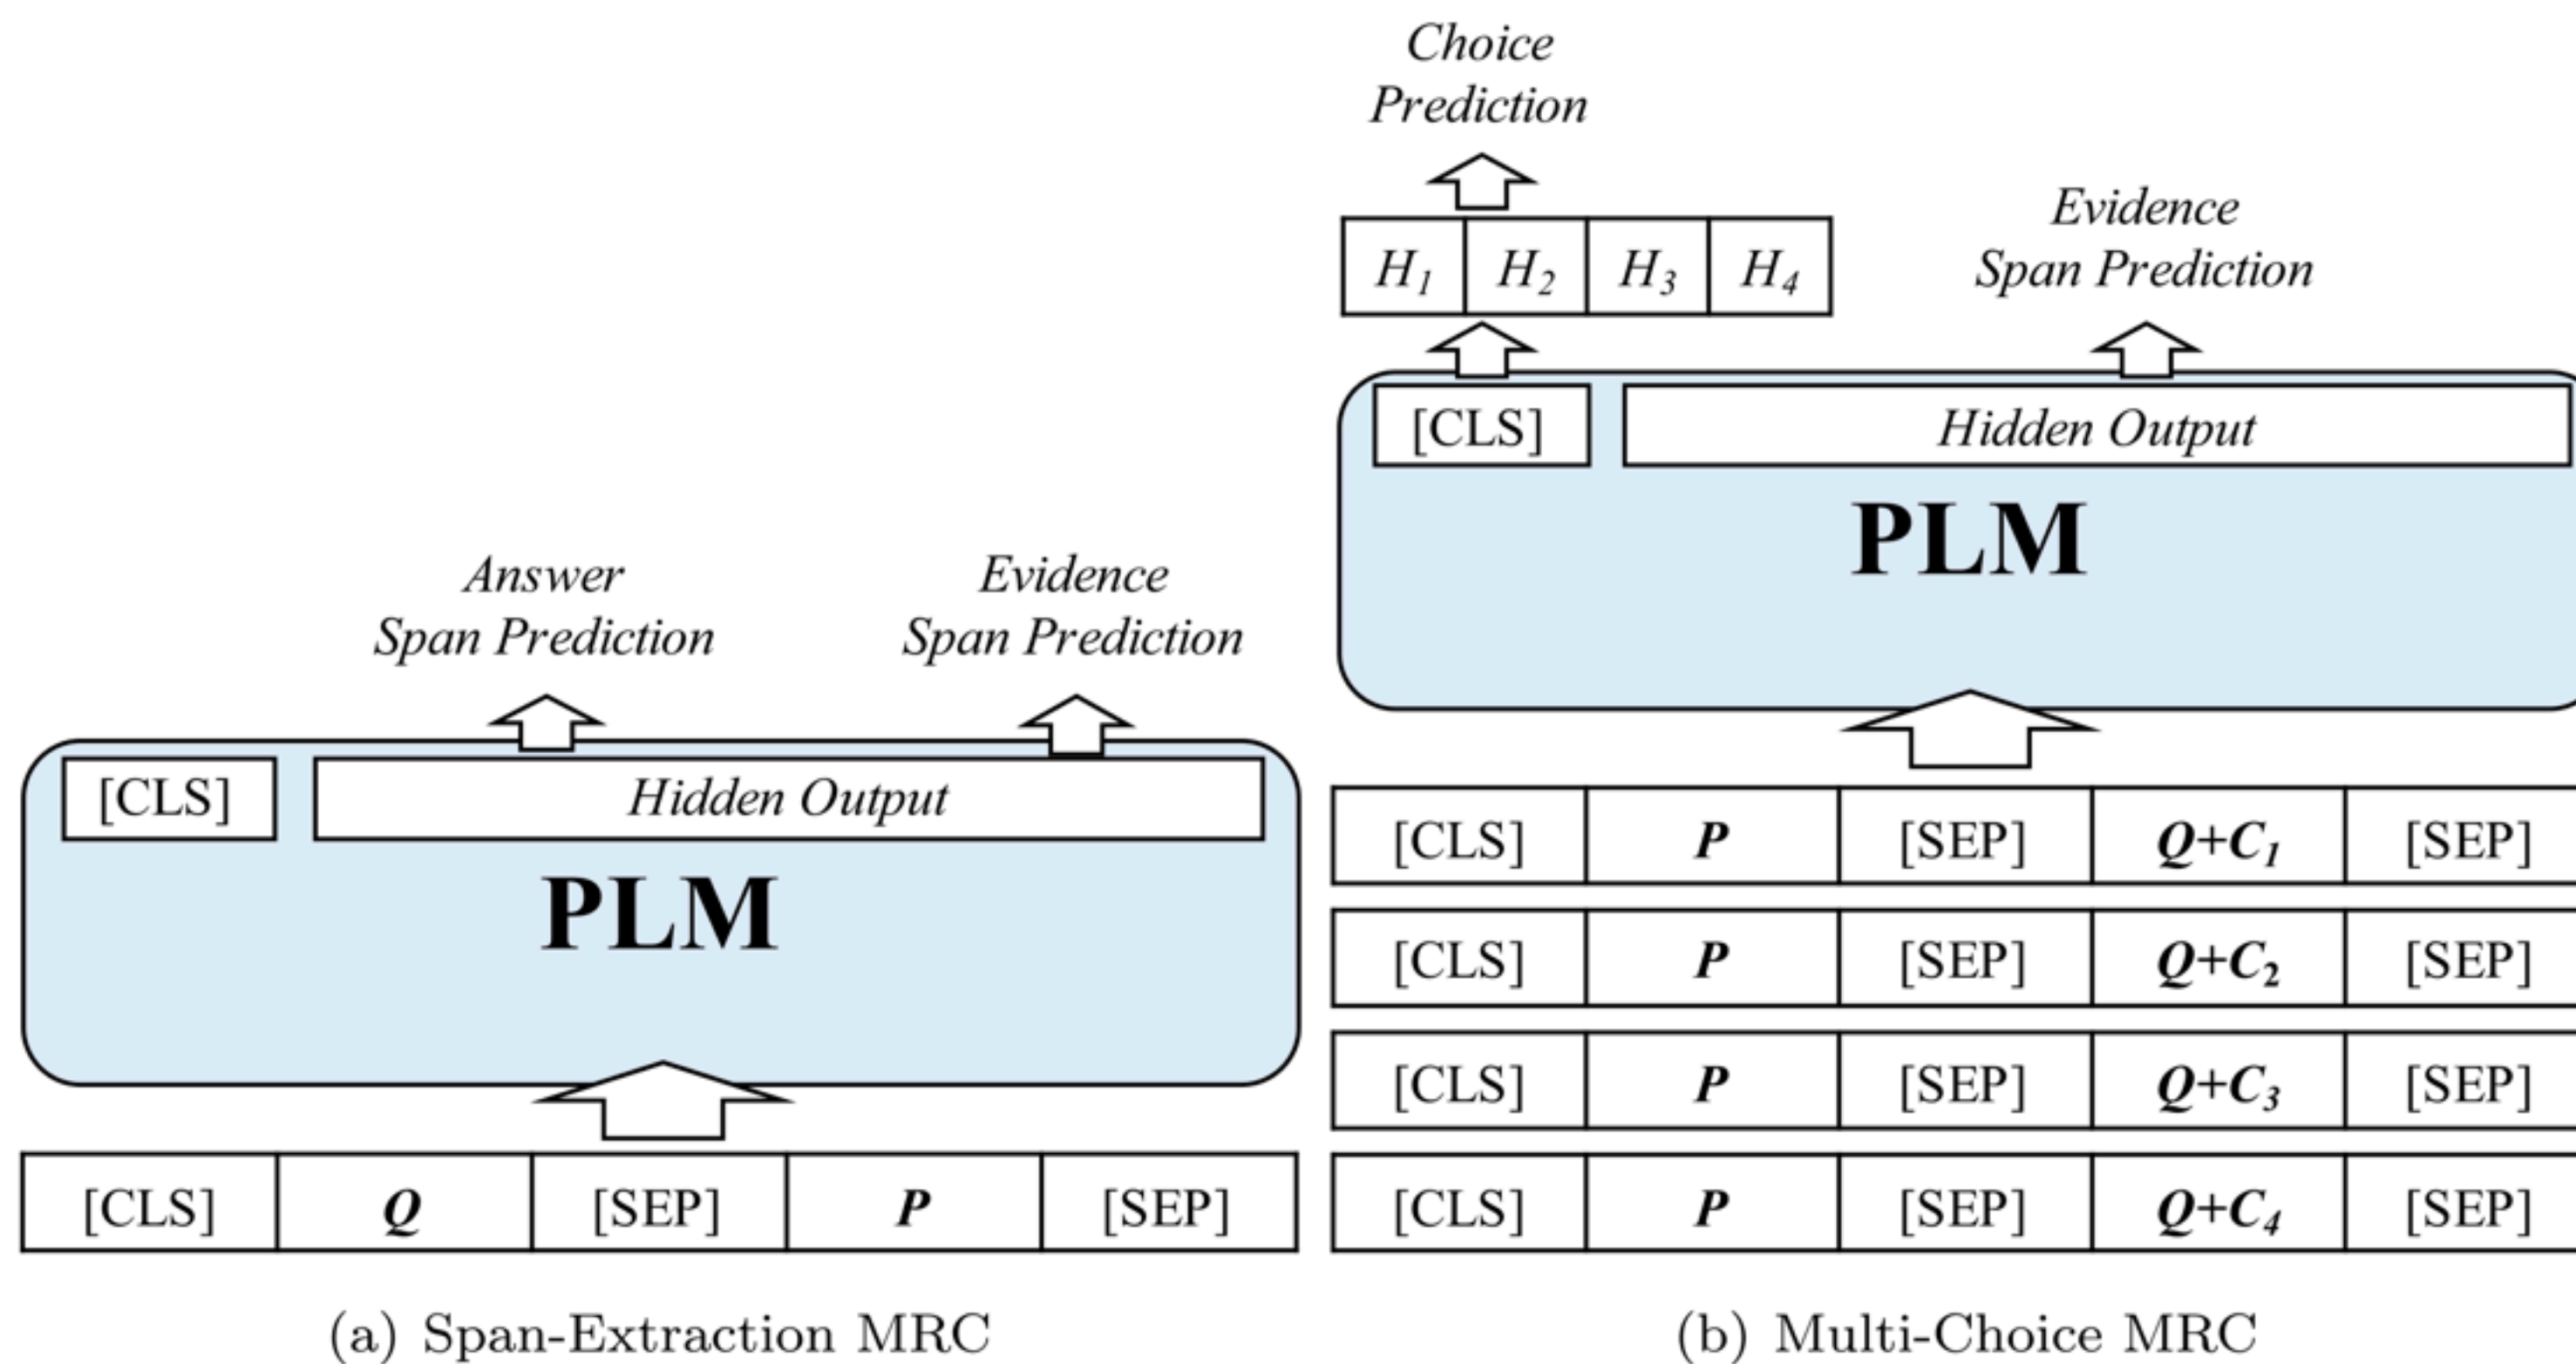 Answer
Span Prediction
Evidence
Span Prediction
[CLS] Hidden Output
PLM
[CLS] Q [SEP] P [SEP]
(a) Span-Extraction MRC
Choice
Prediction
H1 H2 H3 H4
Evidence
Span Prediction
[CLS] Hidden Output
PLM
[CLS] P [SEP] Q+C1 [SEP]
[CLS] P [SEP] Q+C2 [SEP]
[CLS] P [SEP] Q+C3 [SEP]
[CLS] P [SEP] Q+C4 [SEP]
(b) Multi-Choice MRC